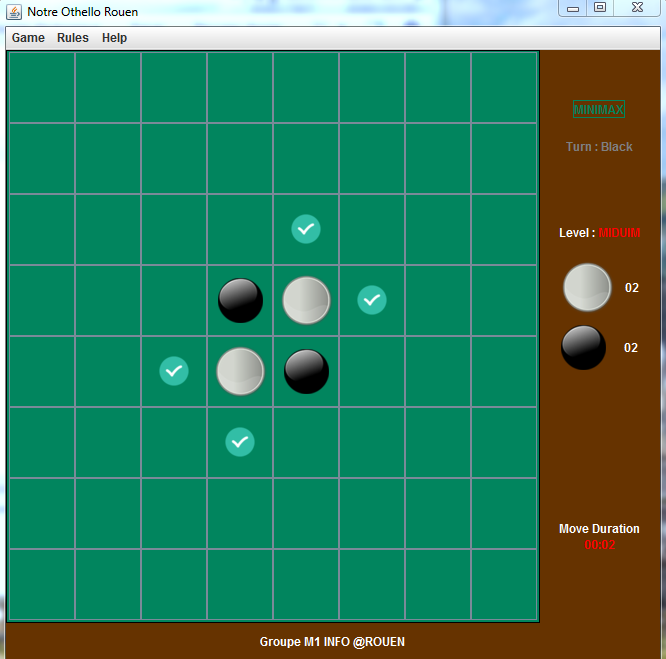 Notre Othello Rouen
Game Rules Help
MINIMAX
Turn : Black
Level : MIDUIM
02
02
Move Duration
00:02
Groupe M1 INFO @ROUEN